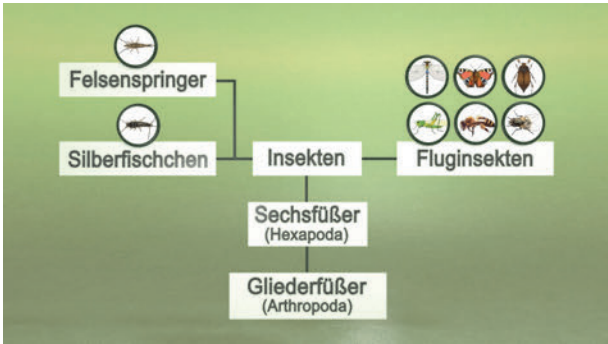 Felsenspringer
Silberfischchen
Insekten
Fluginsekten
Sechsfüßer
(Hexapoda)
Gliederfüßer
(Arthropoda)